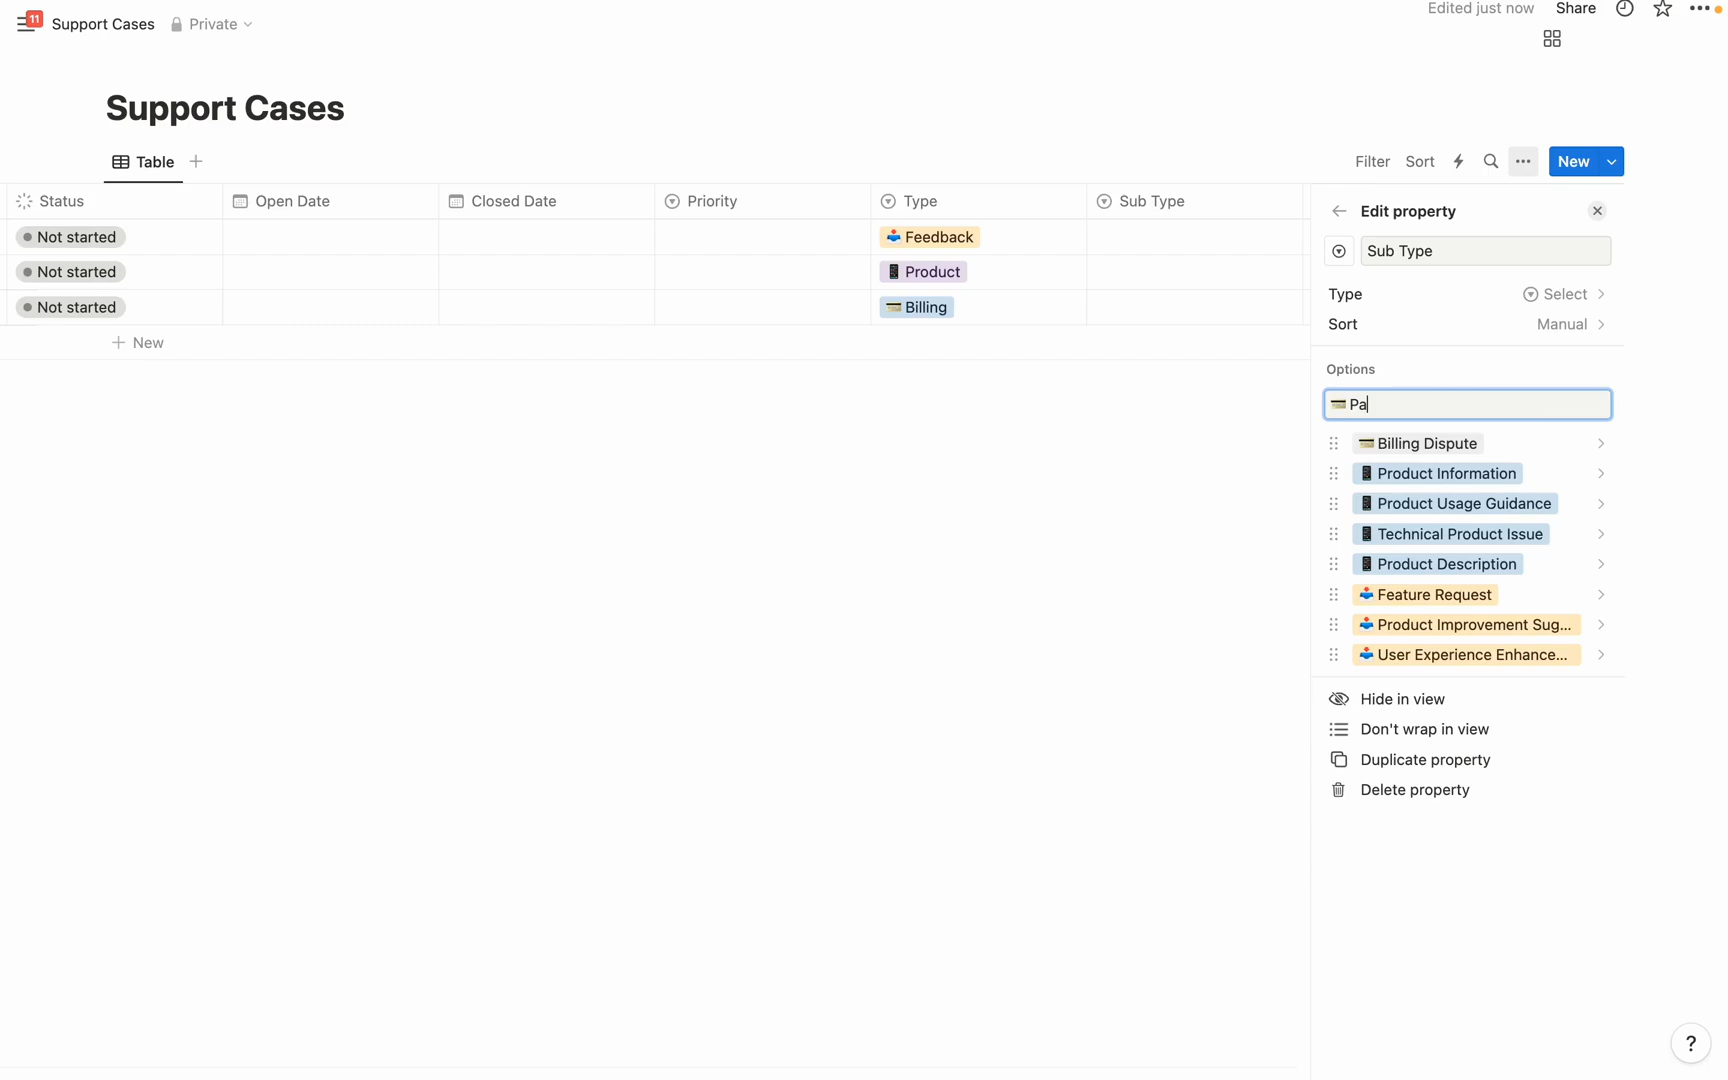 11 Support Cases Private
Edited just now Share
Support Cases
Table
Filter Sort New
Status Open Date Closed Date Priority Type Sub Type
Not started Feedback
Not started Product
Not started Billing
New
Edit property
Sub Type
Type Select
Sort Manual
Options
Pa
Billing Dispute
Product Information
Product Usage Guidance
Technical Product Issue
Product Description
Feature Request
Product Improvement Sug...
User Experience Enhance...
Hide in view
Don't wrap in view
Duplicate property
Delete property
?